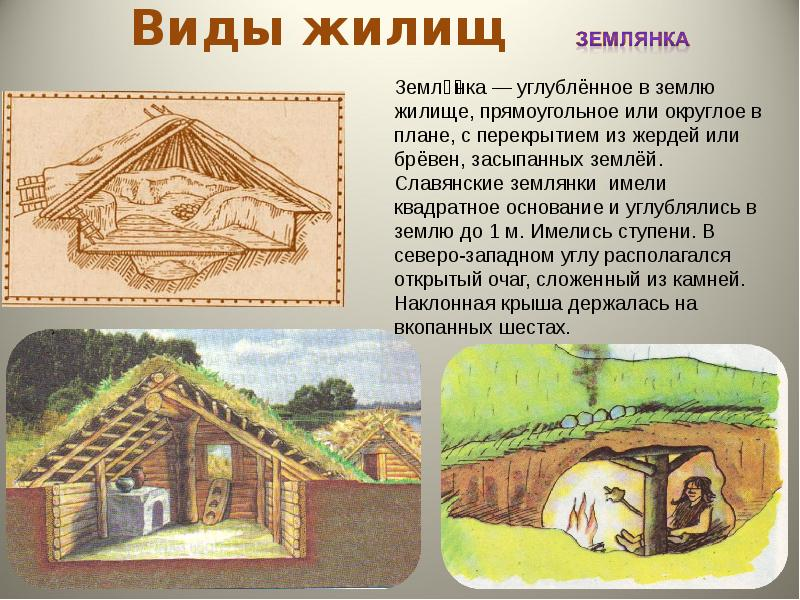 Виды жилищ
ЗЕМЛЯНКА
Земля́нка — углублённое в землю
жилище, прямоугольное или округлое в
плане, с перекрытием из жердей или
брёвен, засыпанных землёй.
Славянские землянки имели
квадратное основание и углублялись в
землю до 1 м. Имелись ступени. В
северо-западном углу располагался
открытый очаг, сложенный из камней.
Наклонная крыша держалась на
вкопанных шестах.